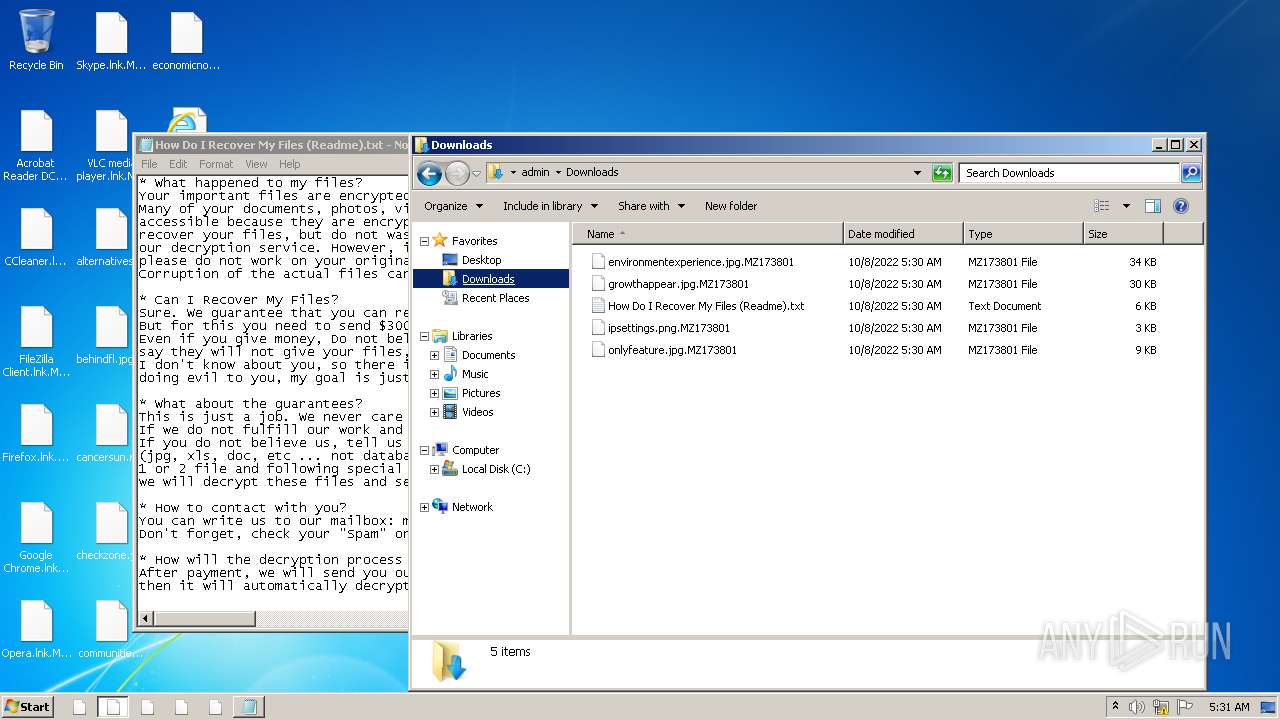 Recycle Bin
Skype.lnk.M...
economicno...
Acrobat
Reader DC...
VLC media
player.lnk.M
CCleaner.l...
alternatives
FileZilla
Client.lnk.M...
behindfl.jpg
Firefox.lnk....
cancersun.
Google
Chrome.lnk...
checkzone.
Opera.lnk.M...
communitie...
How Do I Recover My Files (Readme).txt - No
File Edit Format View Help
* What happened to my files?
Your important files are encrypted
Many of your documents, photos, vi
accessible because they are encryp
recover your files, but do not was
our decryption service. However, i
please do not work on your origina
Corruption of the actual files can
* Can I Recover My Files?
Sure. We guarantee that you can re
But for this you need to send $300
Even if you give money, Do not bel
say they will not give your files,
I don't know about you, so there i
doing evil to you, my goal is just
* What about the guarantees?
This is just a job. We never care
If we do not fulfill our work and
If you do not believe us, tell us
(jpg, xls, doc, etc ... not databa
1 or 2 file and following special
we will decrypt these files and se
* How to contact with you?
You can write us to our mailbox: m
Don't forget, check your "Spam" or
* How will the decryption process
After payment, we will send you ou
then it will automatically decrypt
Downloads
admin Downloads
Search Downloads
Organize Include in library Share with New folder
Favorites
Desktop
Downloads
Recent Places
Libraries
Documents
Music
Pictures
Videos
Computer
Local Disk (C:)
Network
Name Date modified Type Size
environmentexperience.jpg.MZ173801 10/8/2022 5:30 AM MZ173801 File 34 KB
growthappear.jpg.MZ173801 10/8/2022 5:30 AM MZ173801 File 30 KB
How Do I Recover My Files (Readme).txt 10/8/2022 5:30 AM Text Document 6 KB
ipsettings.png.MZ173801 10/8/2022 5:30 AM MZ173801 File 3 KB
onlyfeature.jpg.MZ173801 10/8/2022 5:30 AM MZ173801 File 9 KB
5 items
ANY RUN
Start
5:31 AM